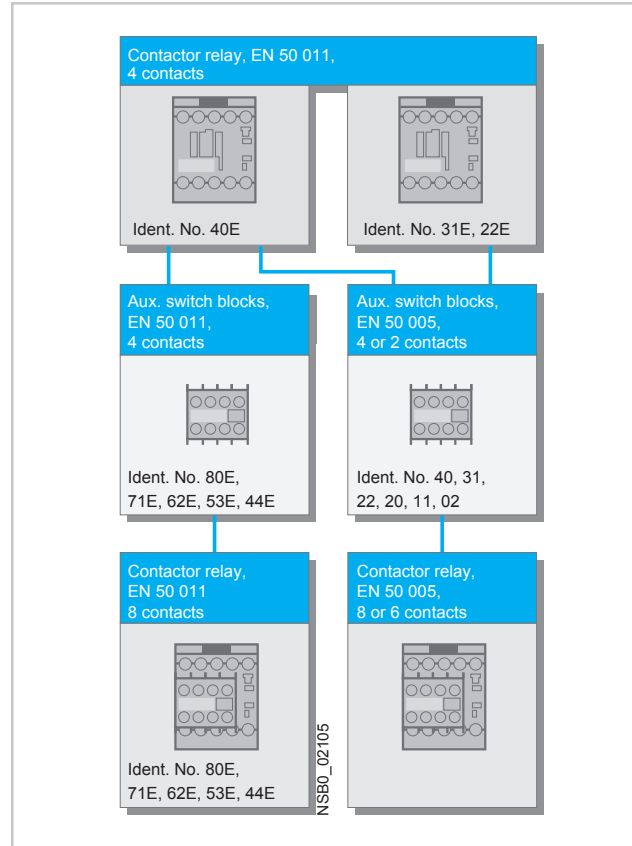 Contactor relay, EN 50 011,
4 contacts
Ident. No. 40E
Ident. No. 31E, 22E
Aux. switch blocks,
EN 50 011,
4 contacts
Ident. No. 80E,
71E, 62E, 53E, 44E
Aux. switch blocks,
EN 50 005,
4 or 2 contacts
Ident. No. 40, 31,
22, 20, 11, 02
Contactor relay,
EN 50 011
8 contacts
Ident. No. 80E,
71E, 62E, 53E, 44E
Contactor relay,
EN 50 005,
8 or 6 contacts
NSB0_02105